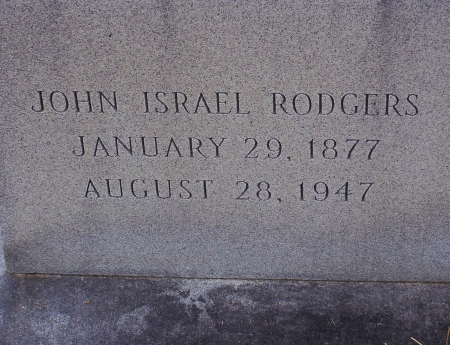 JOHN ISRAEL RODGERS
JANUARY 29, 1877
AUGUST 28, 1947